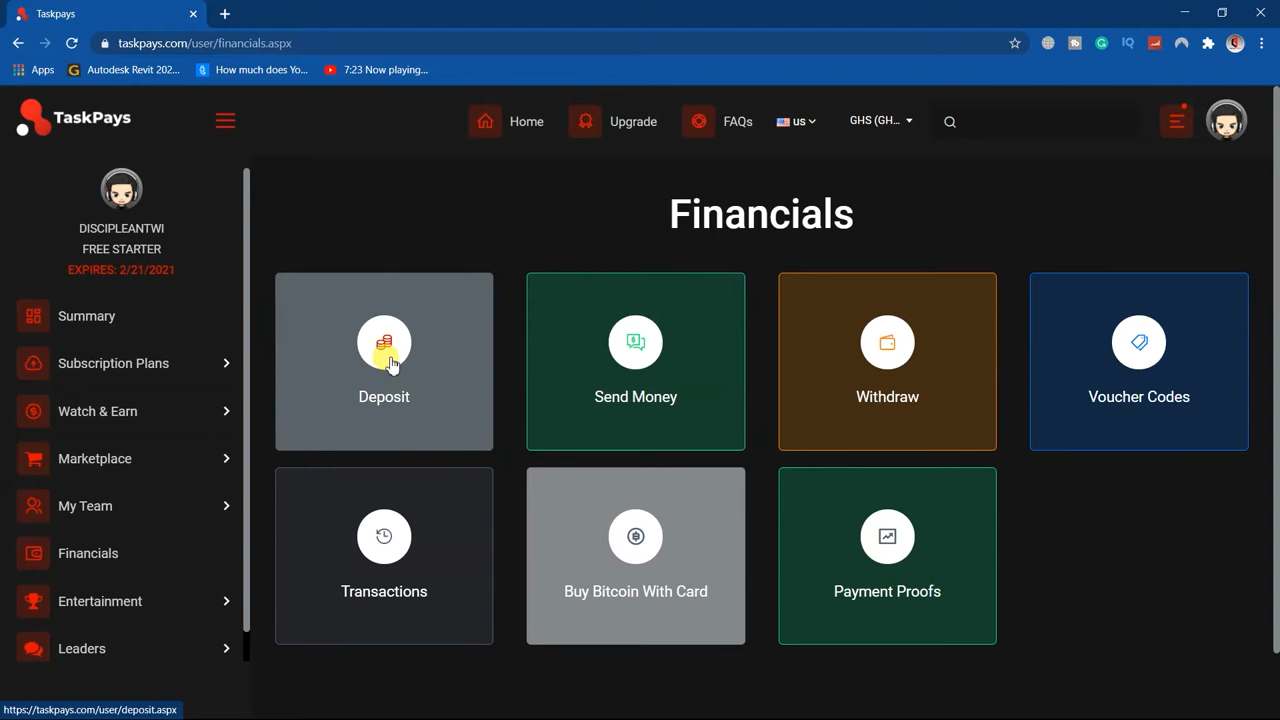 Taskpays
taskpays.com/user/financials.aspx
Apps
Autodesk Revit 202...
How much does Yo...
7:23 Now playing...
TaskPays
Home
Upgrade
FAQs
us
GHS (GH...
DISCIPLEANTWI
FREE STARTER
EXPIRES: 2/21/2021
Summary
Subscription Plans
Watch & Earn
Marketplace
My Team
Financials
Entertainment
Leaders
Financials
Deposit
Send Money
Withdraw
Voucher Codes
Transactions
Buy Bitcoin With Card
Payment Proofs
https://taskpays.com/user/deposit.aspx